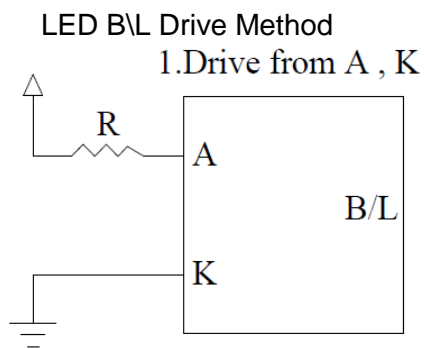 LED B\L Drive Method
1.Drive from A , K
R
A
B/L
K